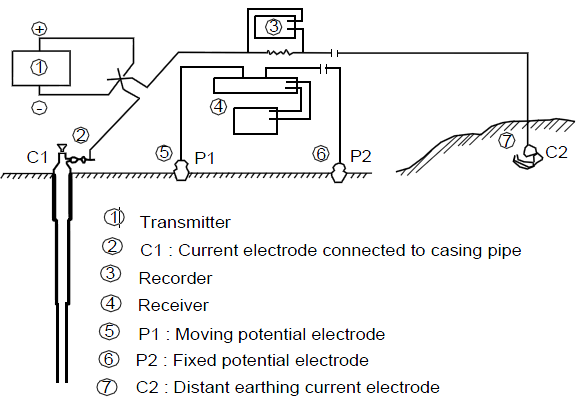 +
①
-
③
④
②
C1
⑤
P1
⑥
P2
⑦
C2
① Transmitter
② C1 : Current electrode connected to casing pipe
③ Recorder
④ Receiver
⑤ P1 : Moving potential electrode
⑥ P2 : Fixed potential electrode
⑦ C2 : Distant earthing current electrode